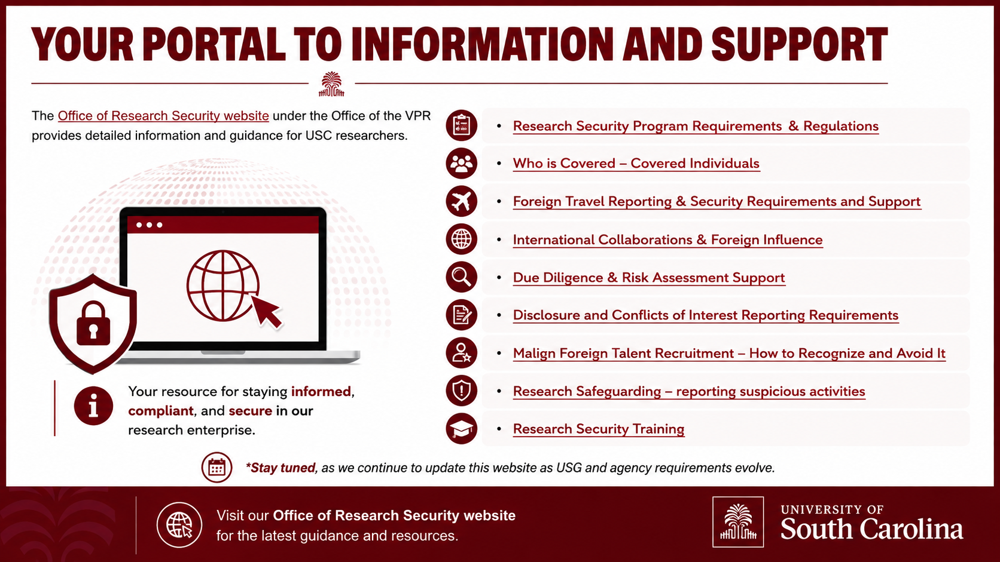 YOUR PORTAL TO INFORMATION AND SUPPORT
The Office of Research Security website under the Office of the VPR
provides detailed information and guidance for USC researchers.
Your resource for staying informed,
compliant, and secure in our
research enterprise.
• Research Security Program Requirements & Regulations
• Who is Covered – Covered Individuals
• Foreign Travel Reporting & Security Requirements and Support
• International Collaborations & Foreign Influence
• Due Diligence & Risk Assessment Support
• Disclosure and Conflicts of Interest Reporting Requirements
• Malign Foreign Talent Recruitment – How to Recognize and Avoid It
• Research Safeguarding – reporting suspicious activities
• Research Security Training
*Stay tuned, as we continue to update this website as USG and agency requirements evolve.
Visit our Office of Research Security website
for the latest guidance and resources.
UNIVERSITY OF
South Carolina